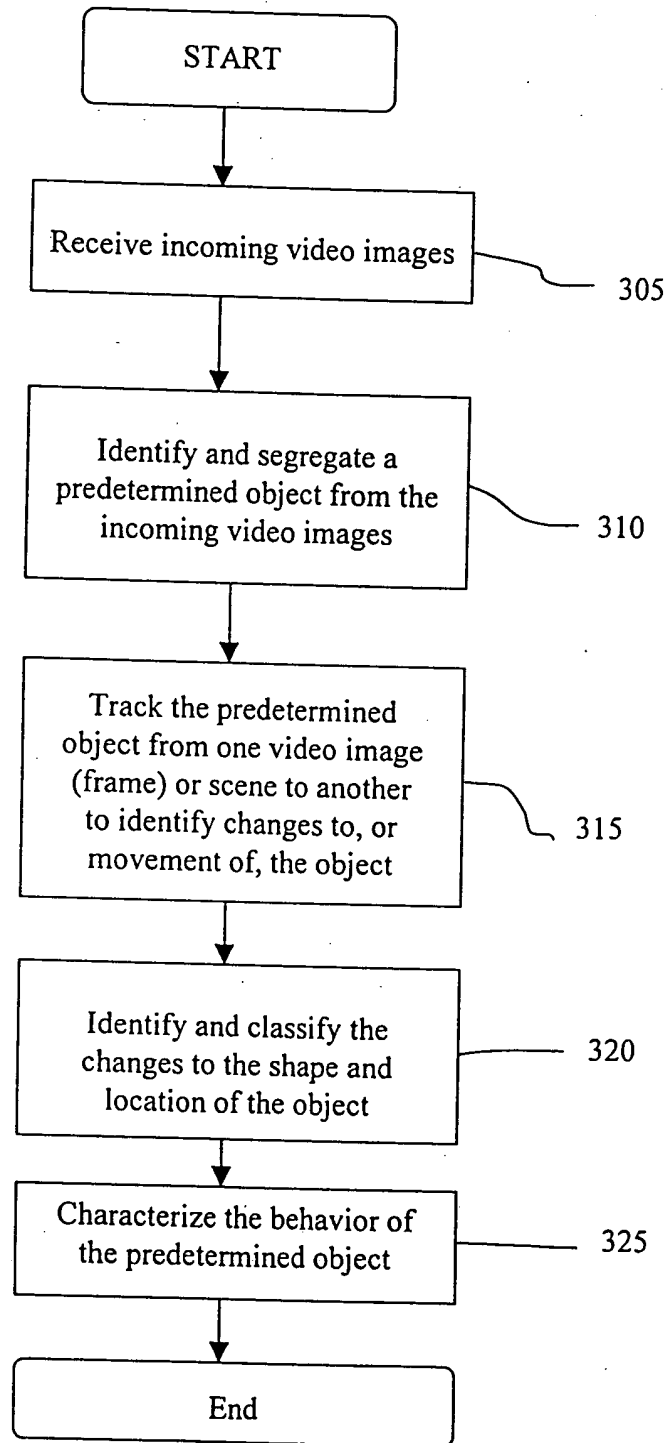 START
Receive incoming video images
305
Identify and segregate a
predetermined object from the
incoming video images
310
Track the predetermined
object from one video image
(frame) or scene to another
to identify changes to, or
movement of, the object
315
Identify and classify the
changes to the shape and
location of the object
320
Characterize the behavior of
the predetermined object
325
End